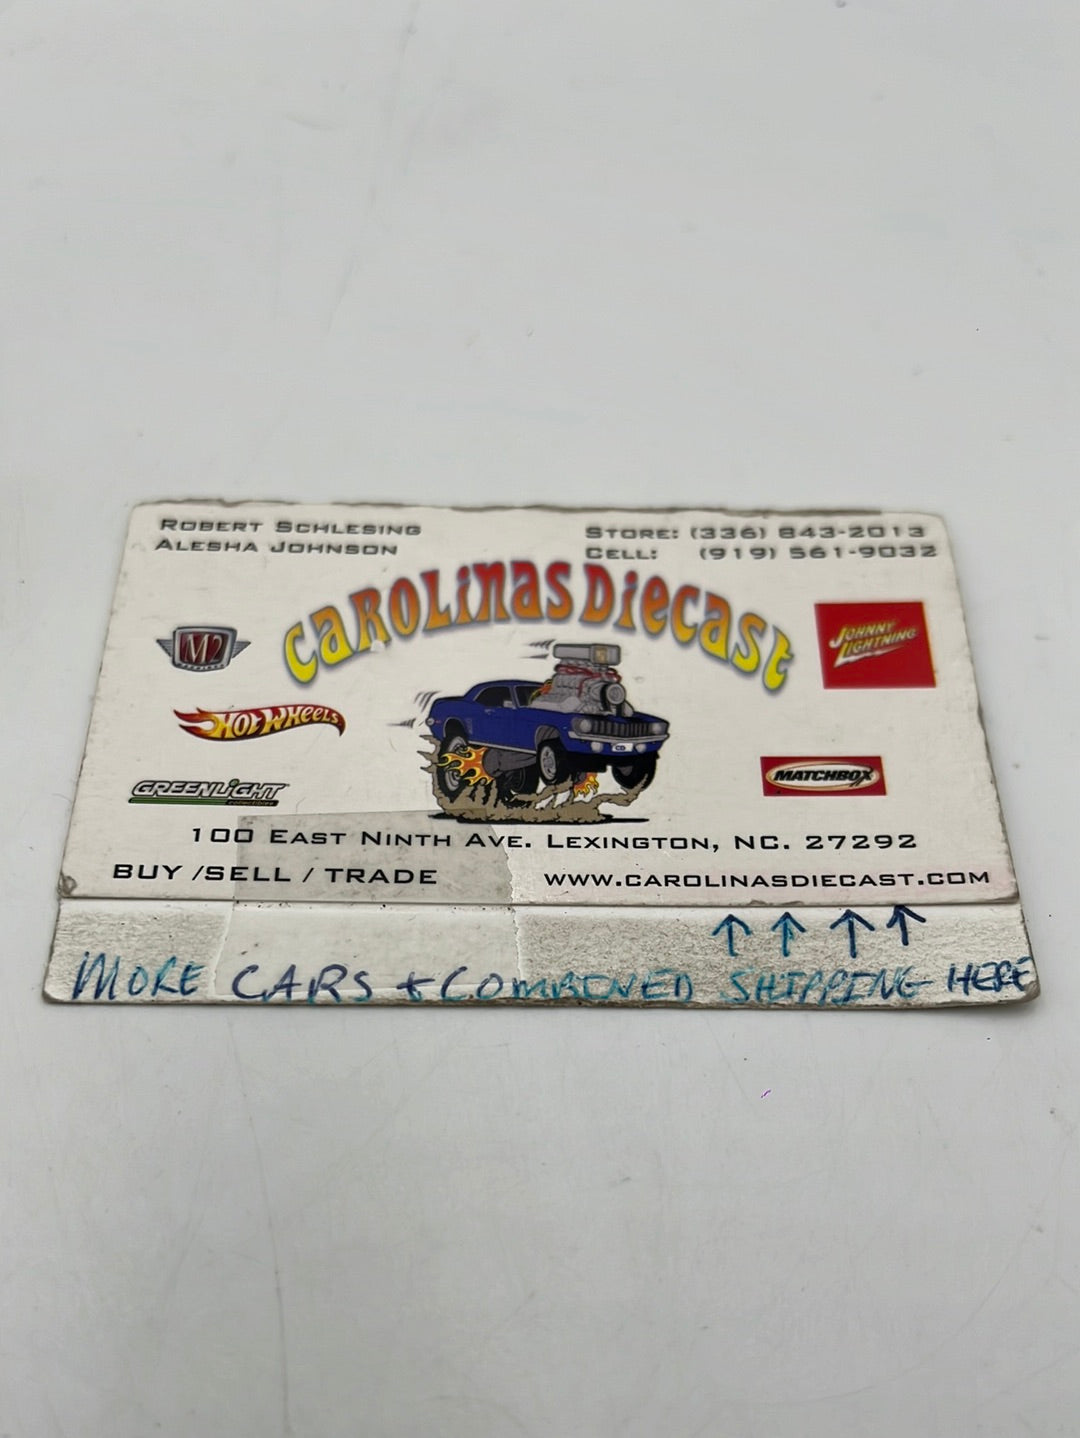 ROBERT SCHLESING
ALESHA JOHNSON
STORE: (336) 843-2013
CELL: (919) 561-9032
CAROLINAS DIECAST
M2
JOHNNY LIGHTNING
HOT WHEELS
GREENLIGHT
collectibles
MATCHBOX
CD
100 EAST NINTH AVE. LEXINGTON, NC. 27292
BUY /SELL / TRADE
WWW.CAROLINASDIECAST.COM
↑ ↑ ↑ ↑
MORE CARS + COMBINED SHIPPING HERE